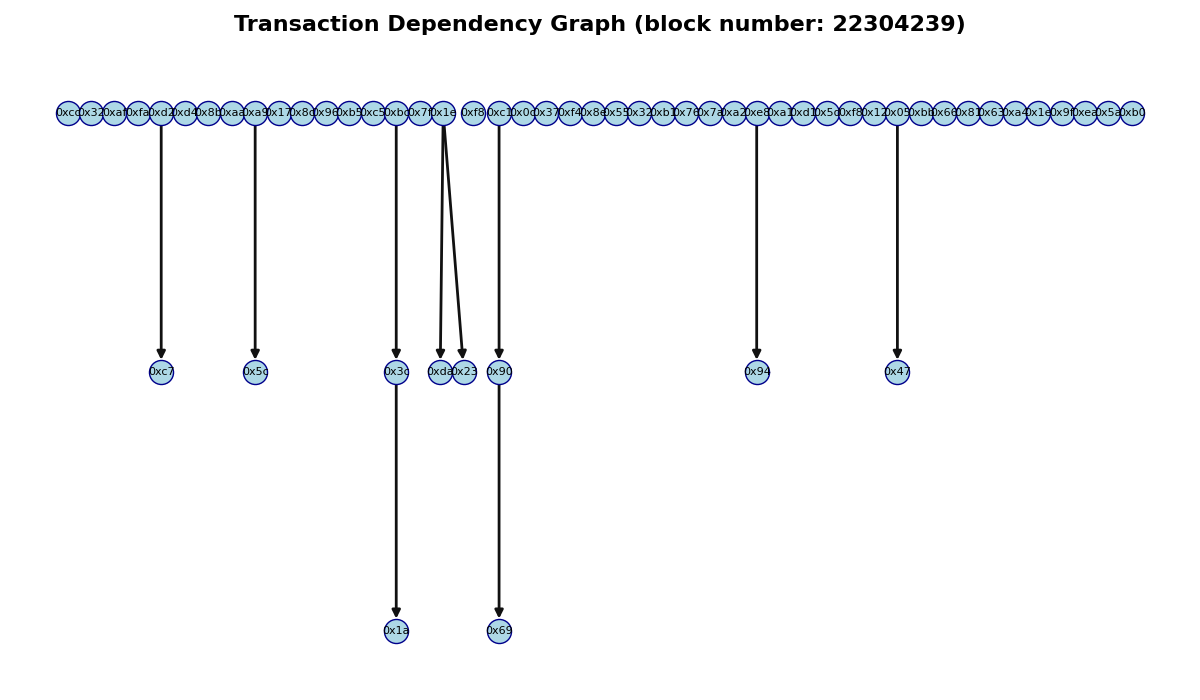 Transaction Dependency Graph (block number: 22304239)
0xcc 0x32 0xaf 0xfa 0xd2 0xd4 0x8b 0xaa 0xa9 0x17 0x8c 0x96 0xb5 0xc5 0xbc 0x7f 0x1e 0xf8 0xc1 0x0c 0x37 0xf4 0x8e 0x55 0x32 0xb1 0x76 0x7a 0xa2 0xe8 0xa1 0xd1 0x5c 0xf8 0x12 0x05 0xbb 0x66 0x81 0x63 0xa4 0x1e 0x9f 0xea 0x5a 0xb0
0xc7 0x5c 0x3c 0xda 0x23 0x90 0x94 0x47
0x1a 0x69